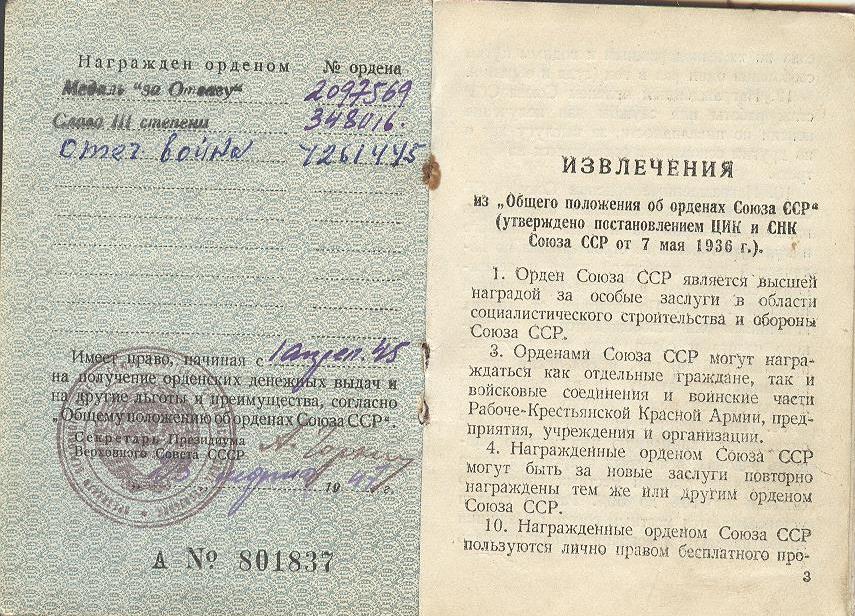 Награжден орденом № ордена
Медаль "за Отвагу" 2097569
Слава III степени 348016.
Отеч война 7261445
Имеет право, начиная с 1 апрел. 45
на получение орденских денежных выдач и
на другие льготы и преимущества, согласно
„Общему положению об орденах Союза ССР“.
Секретарь Президиума
Верховного Совета СССР
19 г.
А № 801837
ИЗВЛЕЧЕНИЯ
из „Общего положения об орденах Союза ССР“
(утверждено постановлением ЦИК и СНК
Союза ССР от 7 мая 1936 г.).
1. Орден Союза ССР является высшей
наградой за особые заслуги в области
социалистического строительства и обороны
Союза ССР.
3. Орденами Союза ССР могут награ-
ждаться как отдельные граждане, так и
войсковые соединения и воинские части
Рабоче-Крестьянской Красной Армии, пред-
приятия, учреждения и организации.
4. Награжденные орденом Союза ССР
могут быть за новые заслуги повторно
награждены тем же или другим орденом
Союза ССР.
10. Награжденные орденом Союза ССР
пользуются лично правом бесплатного про-
3